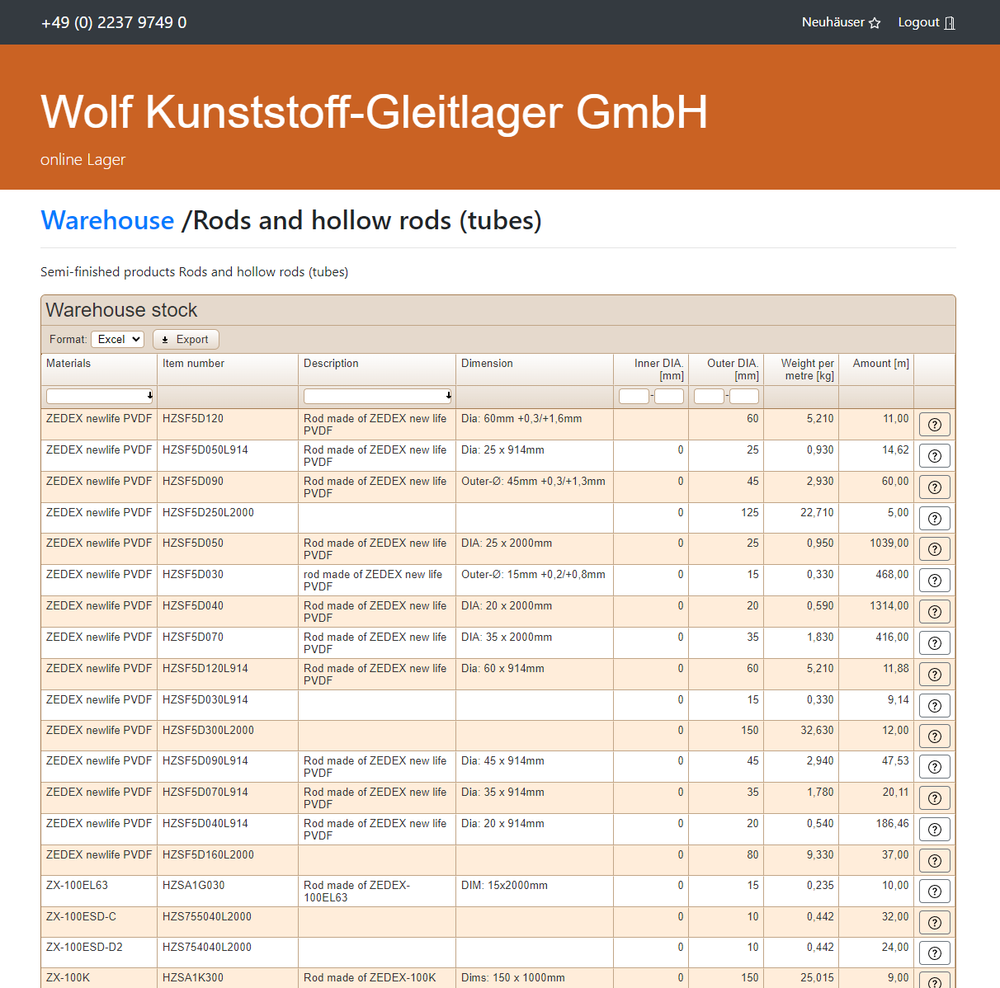 +49 (0) 2237 9749 0
Neuhäuser Logout
Wolf Kunststoff-Gleitlager GmbH
online Lager
Warehouse /Rods and hollow rods (tubes)
Semi-finished products Rods and hollow rods (tubes)
Warehouse stock
Format: Excel Export
Materials Item number Description Dimension Inner DIA. [mm] Outer DIA. [mm] Weight per metre [kg] Amount [m]
-  -
ZEDEX newlife PVDF HZSF5D120 Rod made of ZEDEX new life PVDF Dia: 60mm +0,3/+1,6mm 60 5,210 11,00
ZEDEX newlife PVDF HZSF5D050L914 Rod made of ZEDEX new life PVDF Dia: 25 x 914mm 0 25 0,930 14,62
ZEDEX newlife PVDF HZSF5D090 Rod made of ZEDEX new life PVDF Outer-Ø: 45mm +0,3/+1,3mm 0 45 2,930 60,00
ZEDEX newlife PVDF HZSF5D250L2000 0 125 22,710 5,00
ZEDEX newlife PVDF HZSF5D050 Rod made of ZEDEX new life PVDF DIA: 25 x 2000mm 0 25 0,950 1039,00
ZEDEX newlife PVDF HZSF5D030 rod made of ZEDEX new life PVDF Outer-Ø: 15mm +0,2/+0,8mm 0 15 0,330 468,00
ZEDEX newlife PVDF HZSF5D040 Rod made of ZEDEX new life PVDF DIA: 20 x 2000mm 0 20 0,590 1314,00
ZEDEX newlife PVDF HZSF5D070 Rod made of ZEDEX new life PVDF DIA: 35 x 2000mm 0 35 1,830 416,00
ZEDEX newlife PVDF HZSF5D120L914 Rod made of ZEDEX new life PVDF Dia: 60 x 914mm 0 60 5,210 11,88
ZEDEX newlife PVDF HZSF5D030L914 0 15 0,330 9,14
ZEDEX newlife PVDF HZSF5D300L2000 0 150 32,630 12,00
ZEDEX newlife PVDF HZSF5D090L914 Rod made of ZEDEX new life PVDF Dia: 45 x 914mm 0 45 2,940 47,53
ZEDEX newlife PVDF HZSF5D070L914 Rod made of ZEDEX new life PVDF Dia: 35 x 914mm 0 35 1,780 20,11
ZEDEX newlife PVDF HZSF5D040L914 Rod made of ZEDEX new life PVDF Dia: 20 x 914mm 0 20 0,540 186,46
ZEDEX newlife PVDF HZSF5D160L2000 0 80 9,330 37,00
ZX-100EL63 HZSA1G030 Rod made of ZEDEX-100EL63 DIM: 15x2000mm 0 15 0,235 10,00
ZX-100ESD-C HZS755040L2000 0 10 0,442 32,00
ZX-100ESD-D2 HZS754040L2000 0 10 0,442 24,00
ZX-100K HZSA1K300 Rod made of ZEDEX-100K Dims: 150 x 1000mm 0 150 25,015 9,00